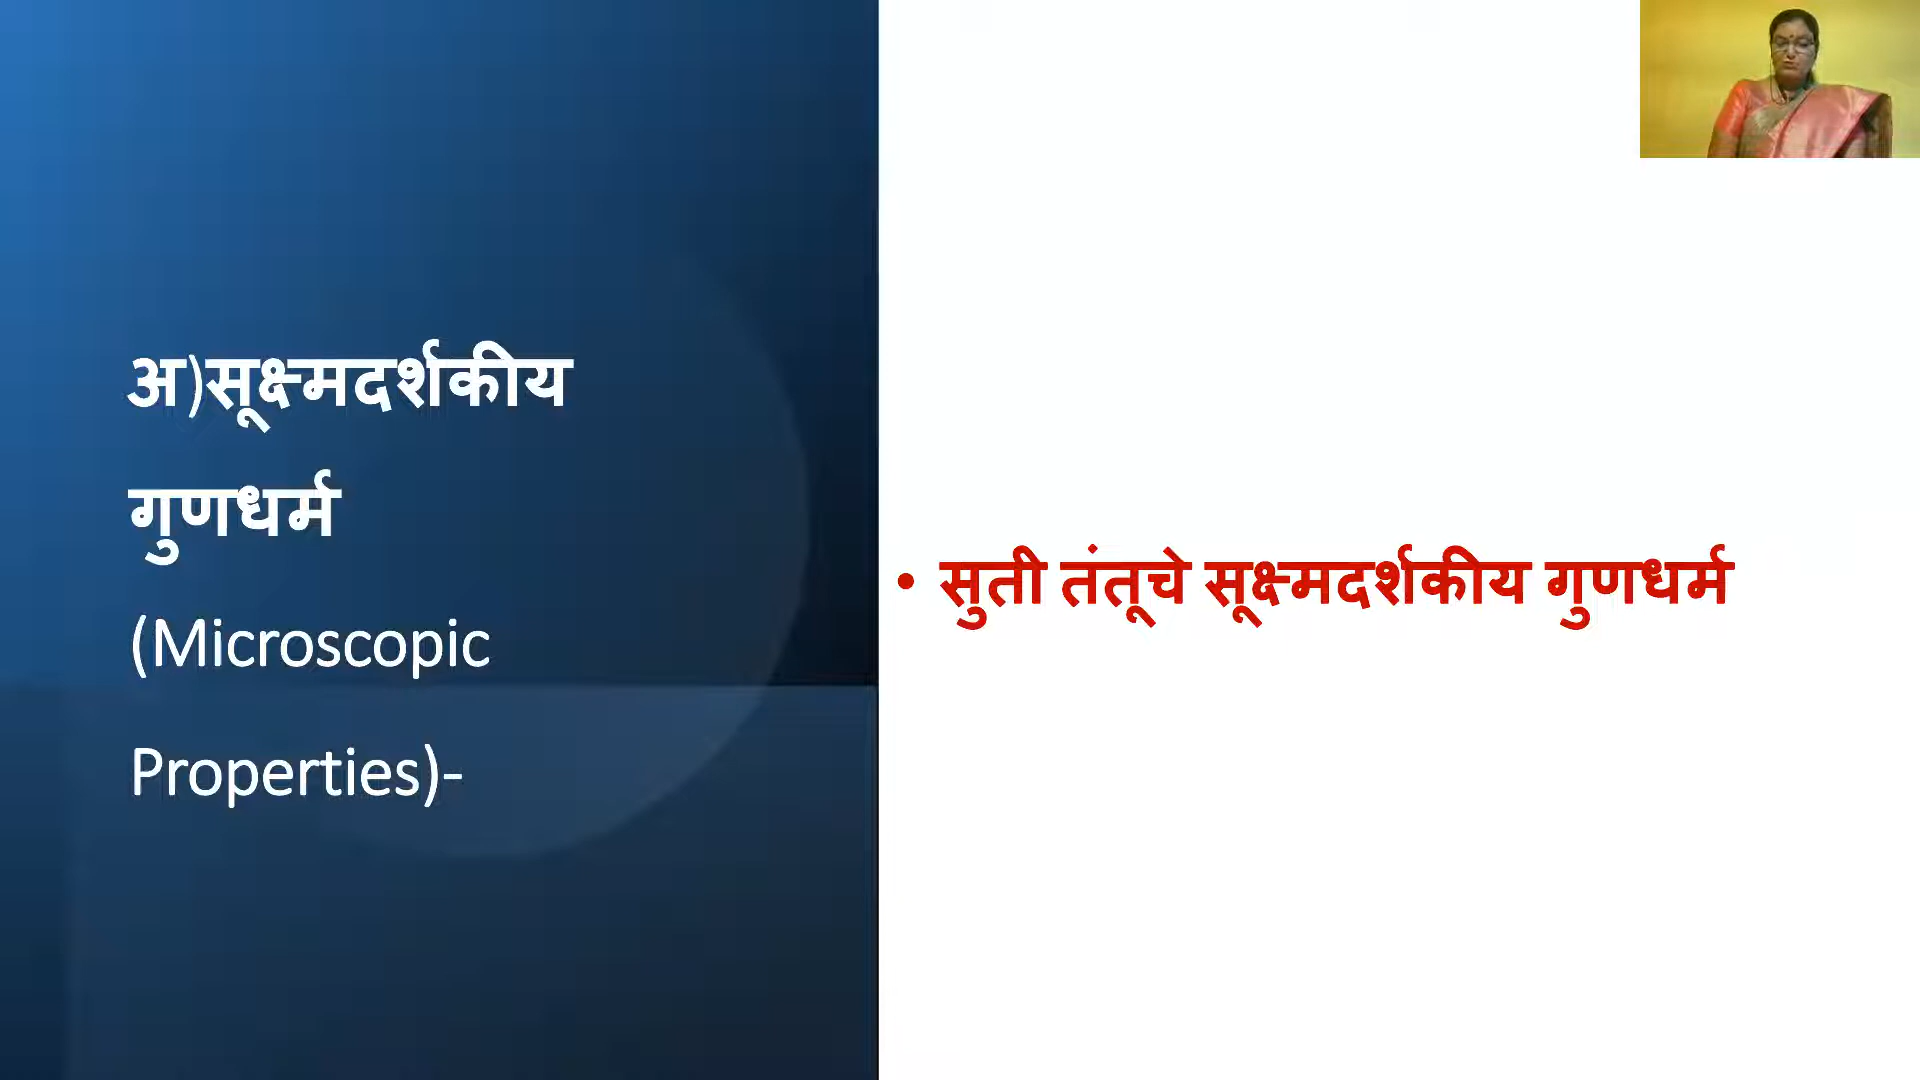 अ)सूक्ष्मदर्शकीय
गुणधर्म
(Microscopic
Properties)-
• सुती तंतूचे सूक्ष्मदर्शकीय गुणधर्म